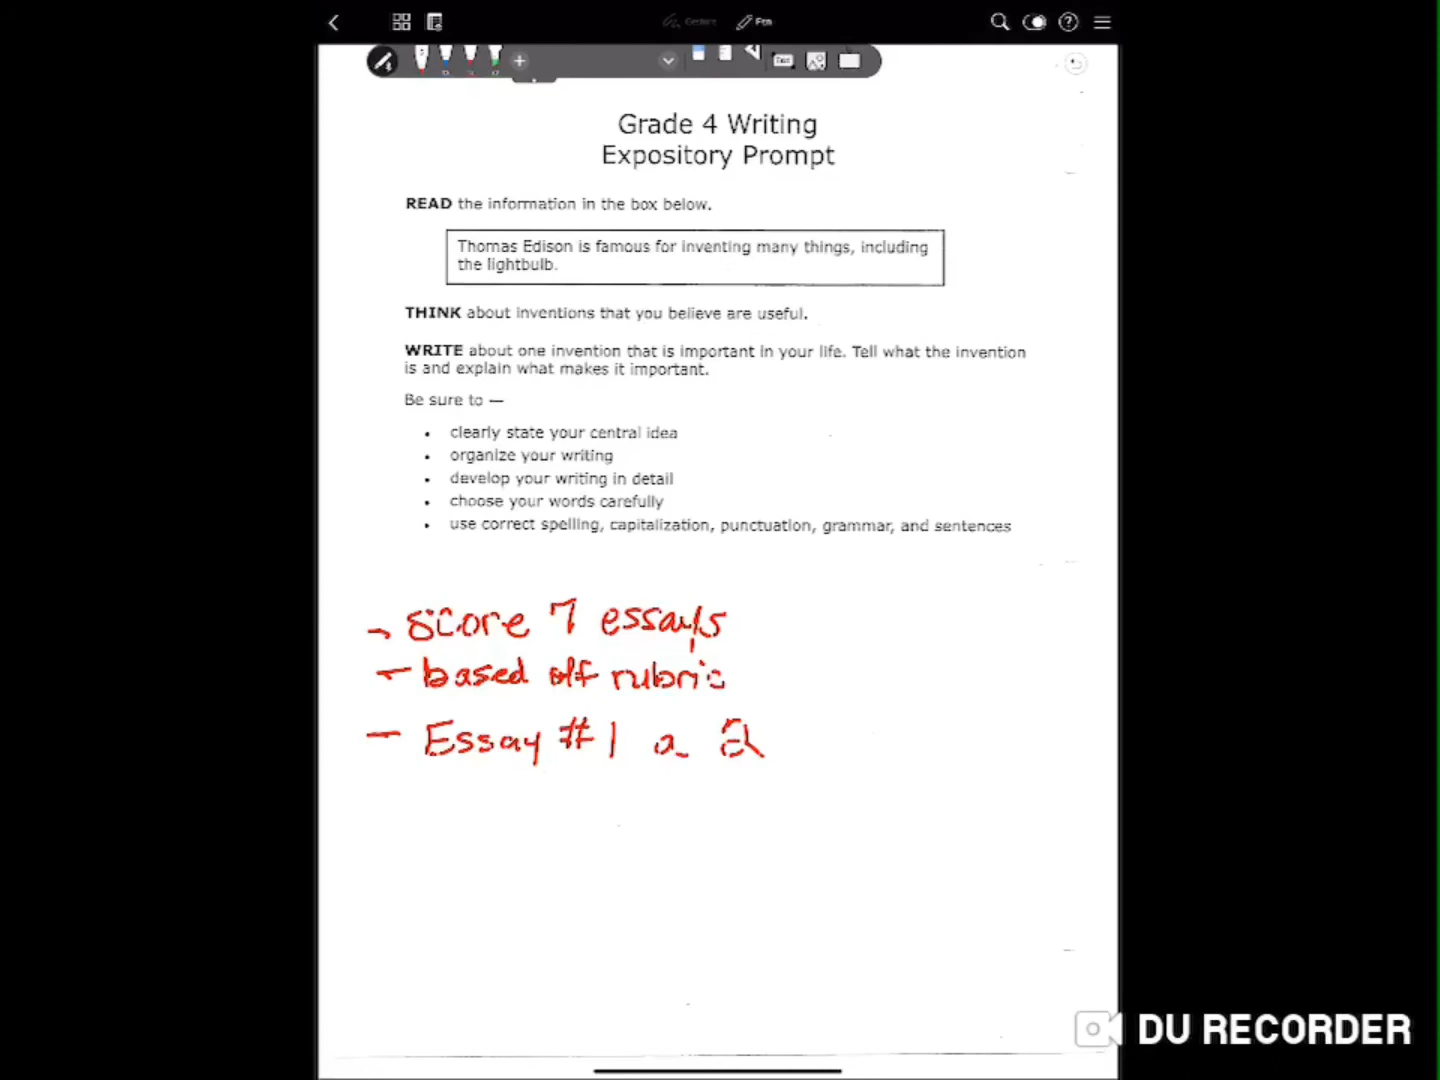 Pen
Text
Grade 4 Writing
Expository Prompt
READ the information in the box below.
Thomas Edison is famous for inventing many things, including
the lightbulb.
THINK about inventions that you believe are useful.
WRITE about one invention that is important in your life. Tell what the invention
is and explain what makes it important.
Be sure to —
• clearly state your central idea
• organize your writing
• develop your writing in detail
• choose your words carefully
• use correct spelling, capitalization, punctuation, grammar, and sentences
- score 7 essays
- based off rubric
- Essay #1 a 2
DU RECORDER